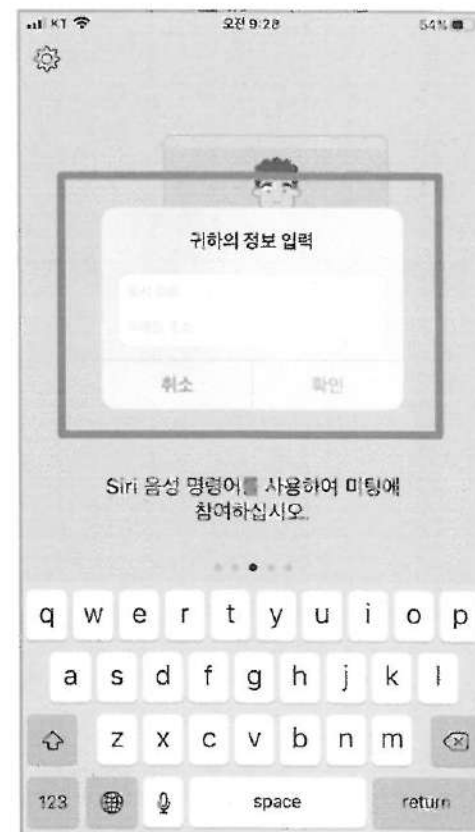 KT 오전 9:28 54%
귀하의 정보 입력
취소 확인
Siri 음성 명령어를 사용하여 미팅에
참여하십시오.
q w e r t y u i o p
a s d f g h j k l
z x c v b n m
123 space return